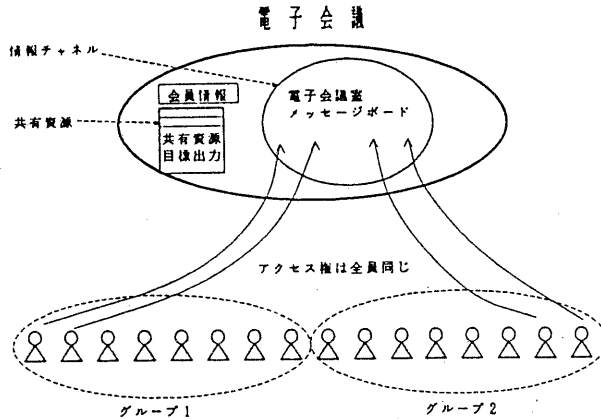 電子会議
情報チャネル
会員情報
電子会議室
メッセージボード
共有資源
共有資源
目標出力
アクセス権は全員同じ
グループ1
グループ2